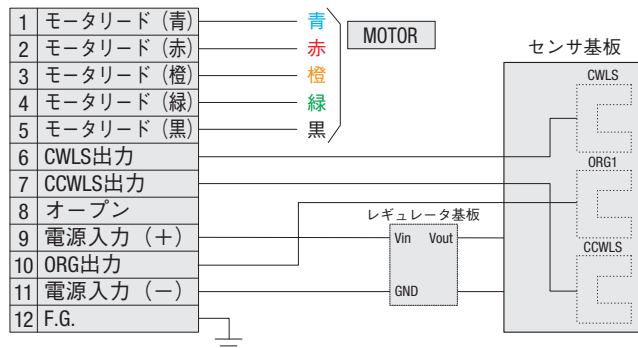 1 モータリード（青） 青
2 モータリード（赤） 赤
3 モータリード（橙） 橙
4 モータリード（緑） 緑
5 モータリード（黒） 黒
6 CWLS出力
7 CCWLS出力
8 オープン
9 電源入力（＋）
10 ORG出力
11 電源入力（－）
12 F.G.
MOTOR
レギュレータ基板
Vin Vout
GND
センサ基板
CWLS
ORG1
CCWLS